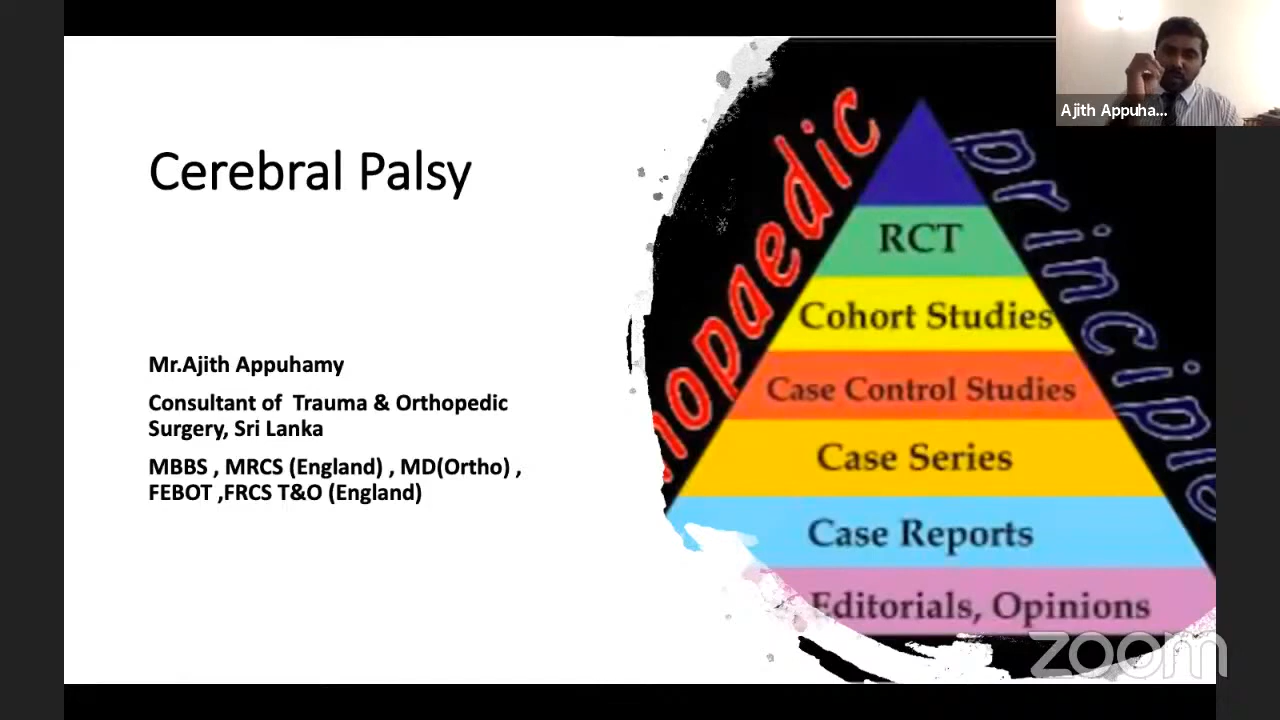 Cerebral Palsy
Mr.Ajith Appuhamy
Consultant of Trauma & Orthopedic
Surgery, Sri Lanka
MBBS , MRCS (England) , MD(Ortho) ,
FEBOT ,FRCS T&O (England)
hopaedic
principle
RCT
Cohort Studies
Case Control Studies
Case Series
Case Reports
Editorials, Opinions
Ajith Appuha...
zoom